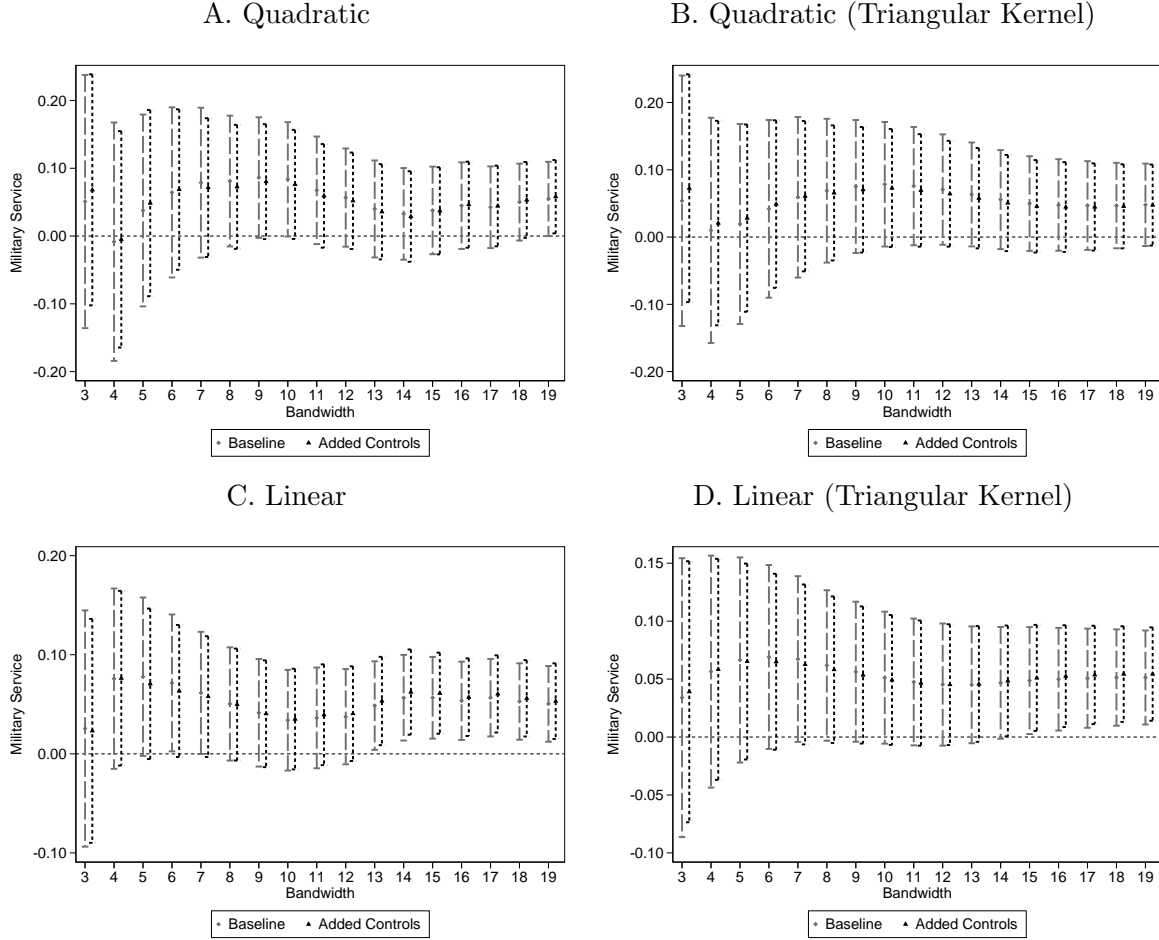 A. Quadratic
Military Service
0.20
0.10
0.00
-0.10
-0.20
3 4 5 6 7 8 9 10 11 12 13 14 15 16 17 18 19
Bandwidth
Baseline Added Controls
B. Quadratic (Triangular Kernel)
Military Service
0.20
0.10
0.00
-0.10
-0.20
3 4 5 6 7 8 9 10 11 12 13 14 15 16 17 18 19
Bandwidth
Baseline Added Controls
C. Linear
Military Service
0.20
0.10
0.00
-0.10
3 4 5 6 7 8 9 10 11 12 13 14 15 16 17 18 19
Bandwidth
Baseline Added Controls
D. Linear (Triangular Kernel)
Military Service
0.15
0.10
0.05
0.00
-0.05
-0.10
3 4 5 6 7 8 9 10 11 12 13 14 15 16 17 18 19
Bandwidth
Baseline Added Controls